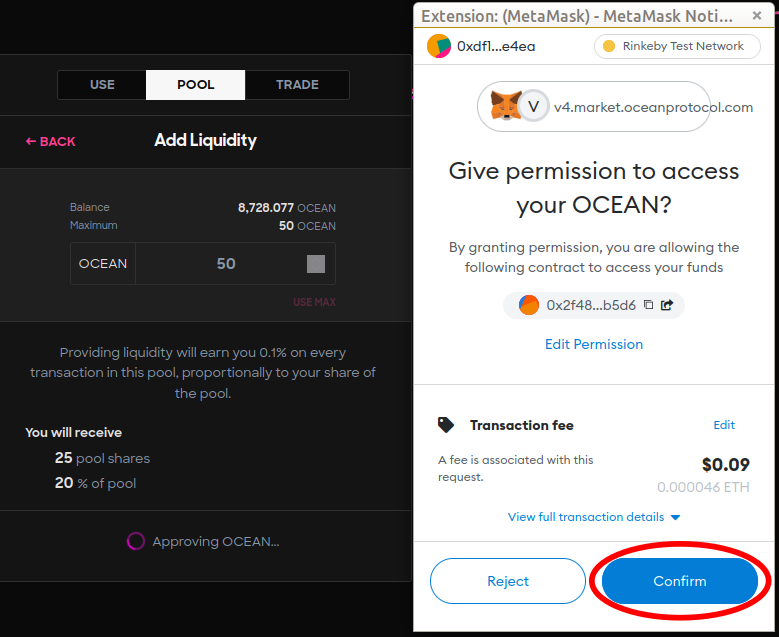 USE POOL TRADE
← BACK Add Liquidity
Balance 8,728.077 OCEAN
Maximum 50 OCEAN
OCEAN 50
USE MAX
Providing liquidity will earn you 0.1% on every
transaction in this pool, proportionally to your share of
the pool.
You will receive
25 pool shares
20 % of pool
Approving OCEAN...
Extension: (MetaMask) - MetaMask Noti... ×
0xdf1...e4ea Rinkeby Test Network
V v4.market.oceanprotocol.com
Give permission to access
your OCEAN?
By granting permission, you are allowing the
following contract to access your funds
0x2f48...b5d6
Edit Permission
Transaction fee Edit
A fee is associated with this
request.
$0.09
0.000046 ETH
View full transaction details
Reject Confirm